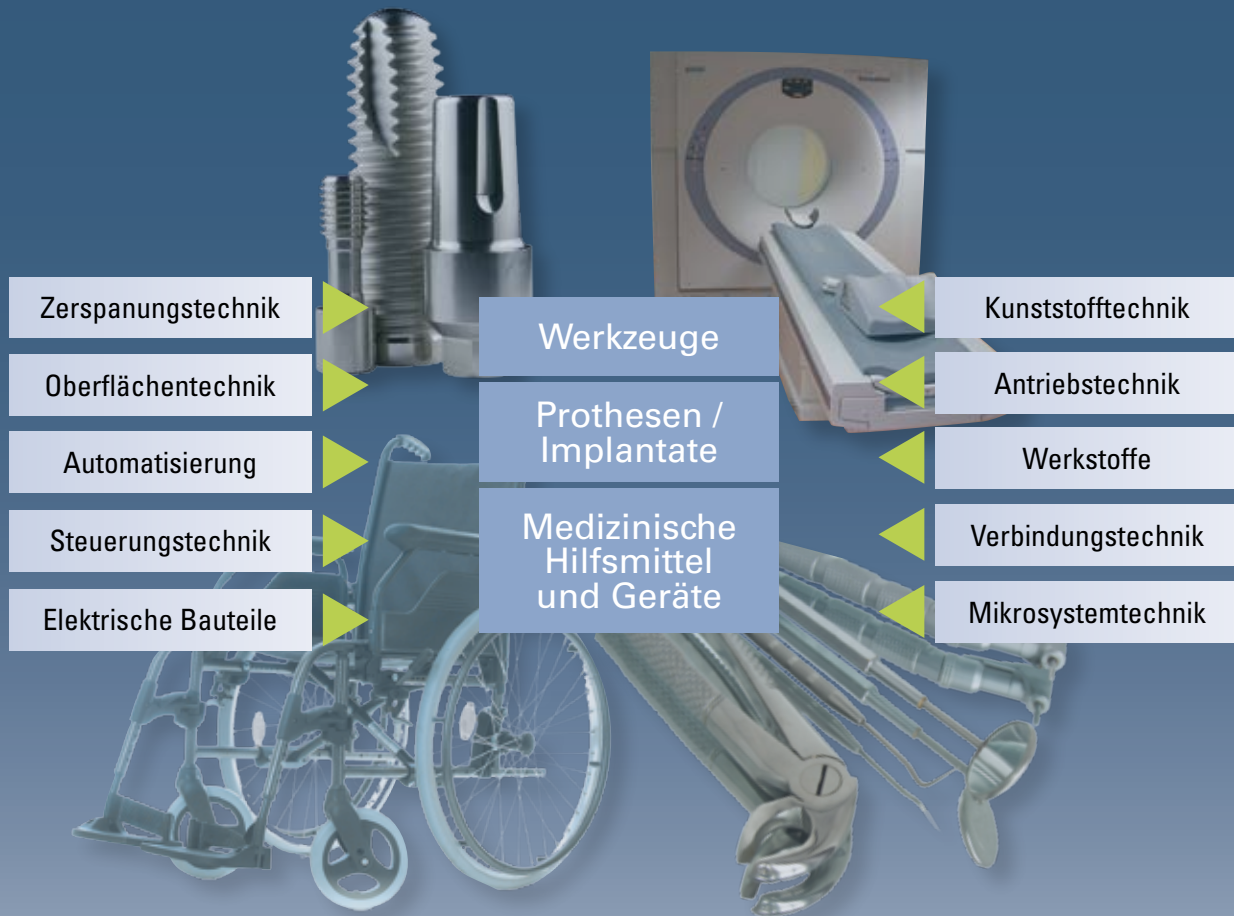 Zerspanungstechnik
Oberflächentechnik
Automatisierung
Steuerungstechnik
Elektrische Bauteile
Werkzeuge
Prothesen /
Implantate
Medizinische
Hilfsmittel
und Geräte
Kunststofftechnik
Antriebstechnik
Werkstoffe
Verbindungstechnik
Mikrosystemtechnik